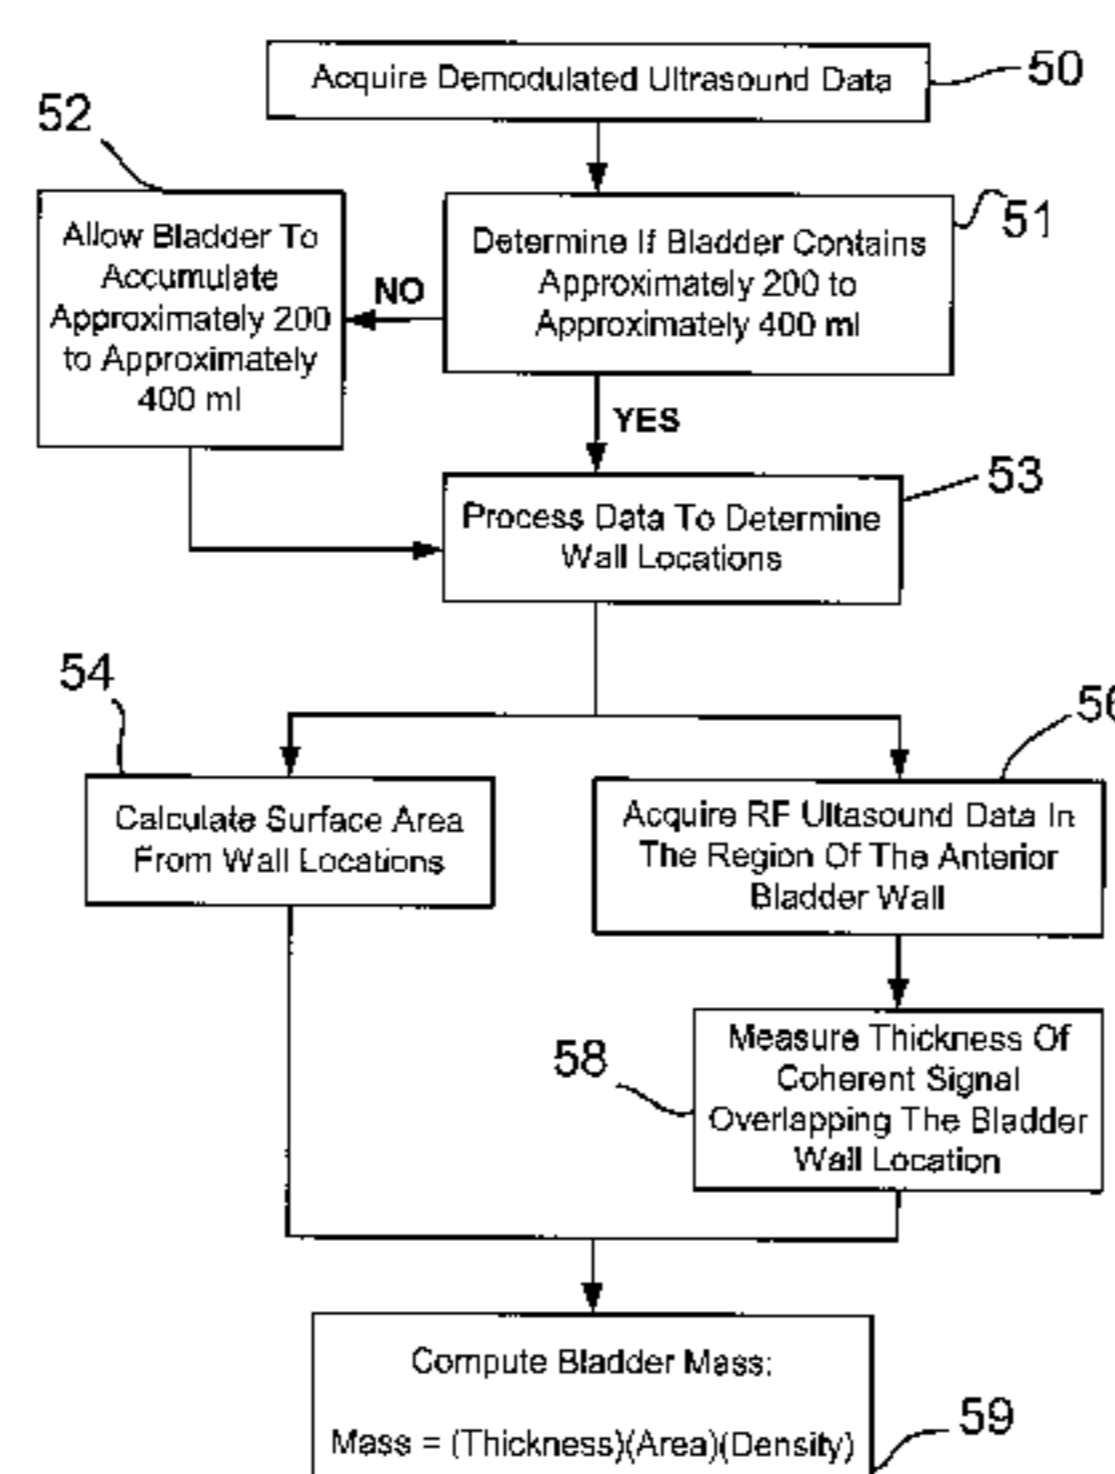 Acquire Demodulated Ultrasound Data
50
52
Allow Bladder To
Accumulate
Approximately 200
to Approximately
400 ml
NO
Determine If Bladder Contains
Approximately 200 to
Approximately 400 ml
51
YES
Process Data To Determine
Wall Locations
53
54
Calculate Surface Area
From Wall Locations
56
Acquire RF Ultasound Data In
The Region Of The Anterior
Bladder Wall
58
Measure Thickness Of
Coherent Signal
Overlapping The Bladder
Wall Location
Compute Bladder Mass:
Mass = (Thickness)(Area)(Density)
59